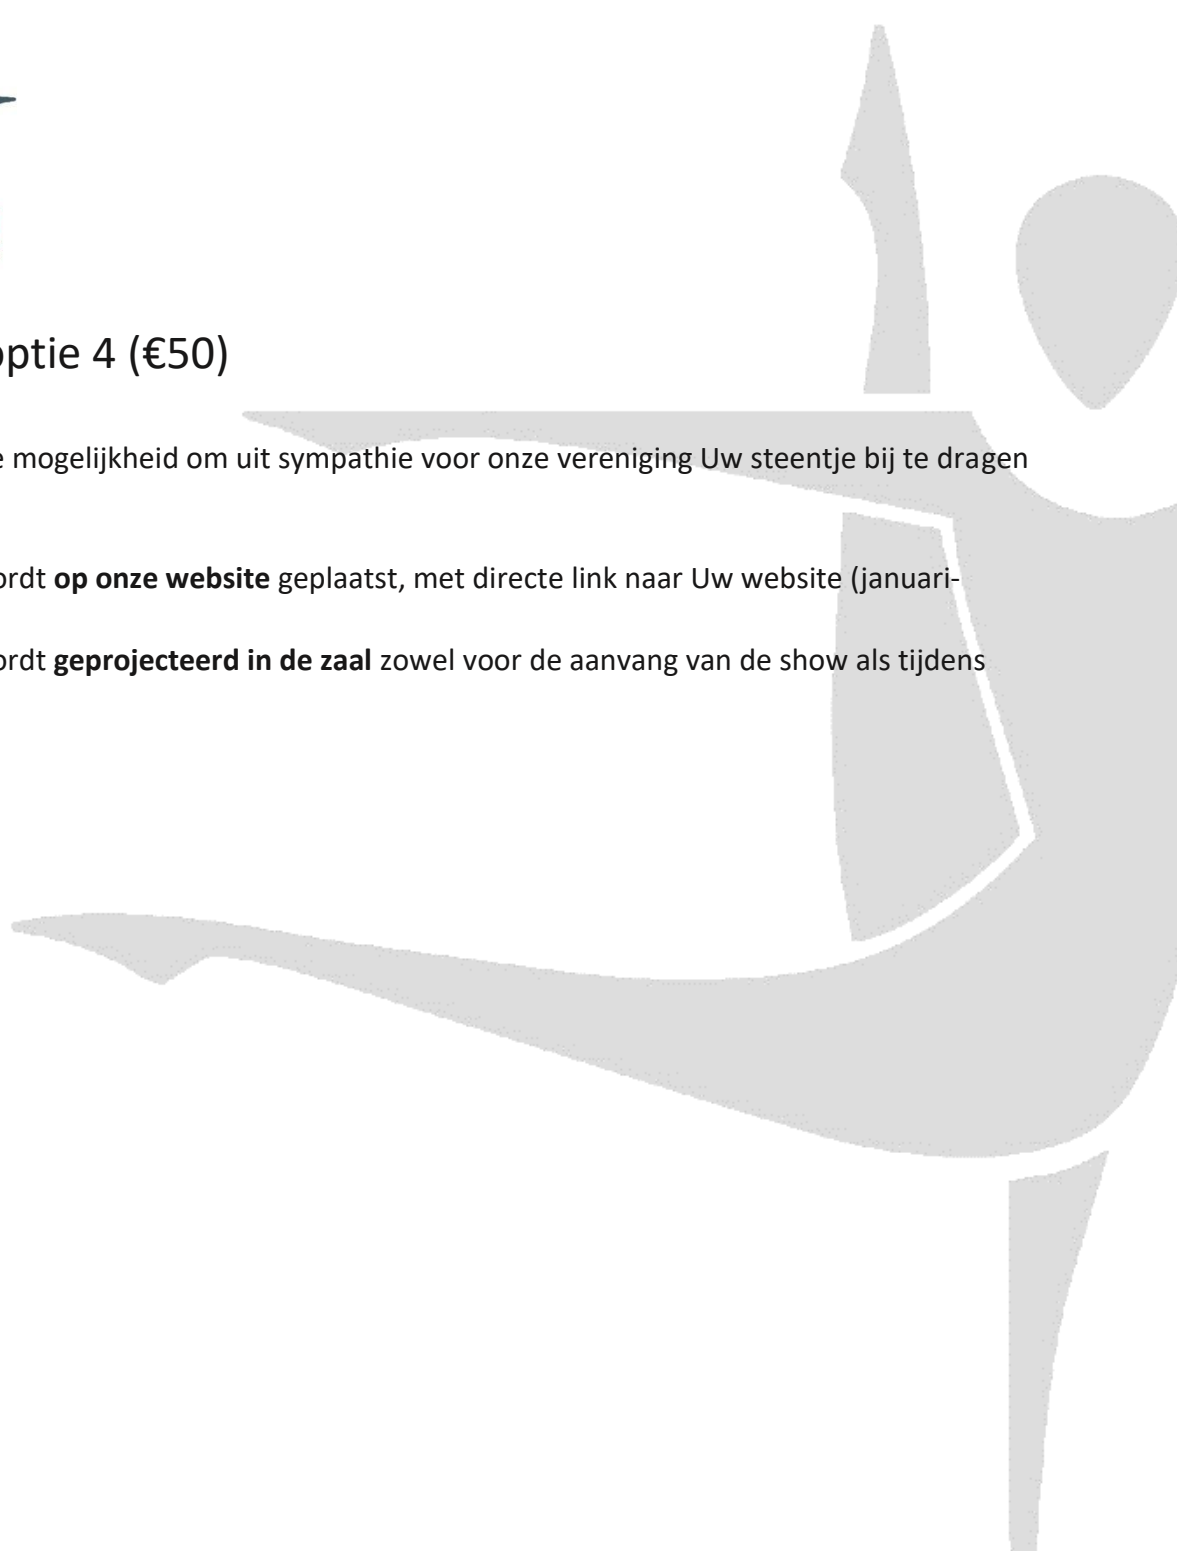 optie 4 (€50)
e mogelijkheid om uit sympathie voor onze vereniging Uw steentje bij te dragen
ordt op onze website geplaatst, met directe link naar Uw website (januari-
ordt geprojecteerd in de zaal zowel voor de aanvang van de show als tijdens